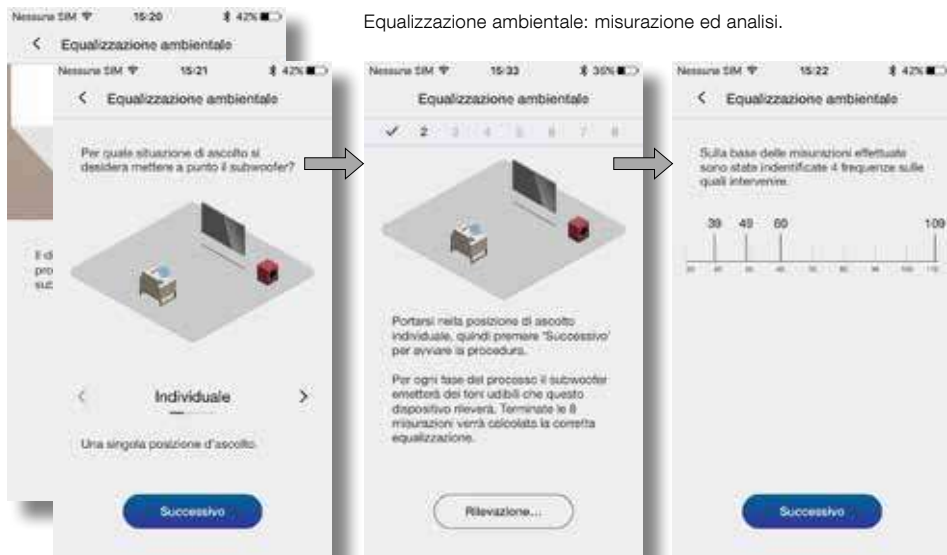 Equalizzazione ambientale: misurazione ed analisi.
Nessuna SIM 15:20 42%
Equalizzazione ambientale
Il di
pro
sub
Nessuna SIM 15:21 42%
Equalizzazione ambientale
Per quale situazione di ascolto si
desidera mettere a punto il subwoofer?
Individuale
Una singola posizione d'ascolto.
Successivo
Nessuna SIM 15:33 35%
Equalizzazione ambientale
2 3 4 5 6 7 8
Portarsi nella posizione di ascolto
individuale, quindi premere 'Successivo'
per avviare la procedura.
Per ogni fase del processo il subwoofer
emetterà dei toni udibili che questo
dispositivo rileverà. Terminate le 8
misurazioni verrà calcolata la corretta
equalizzazione.
Rilevazione...
Nessuna SIM 15:22 42%
Equalizzazione ambientale
Sulla base delle misurazioni effettuate
sono state indentificate 4 frequenze sulle
quali intervenire.
39 49 60 109
Successivo